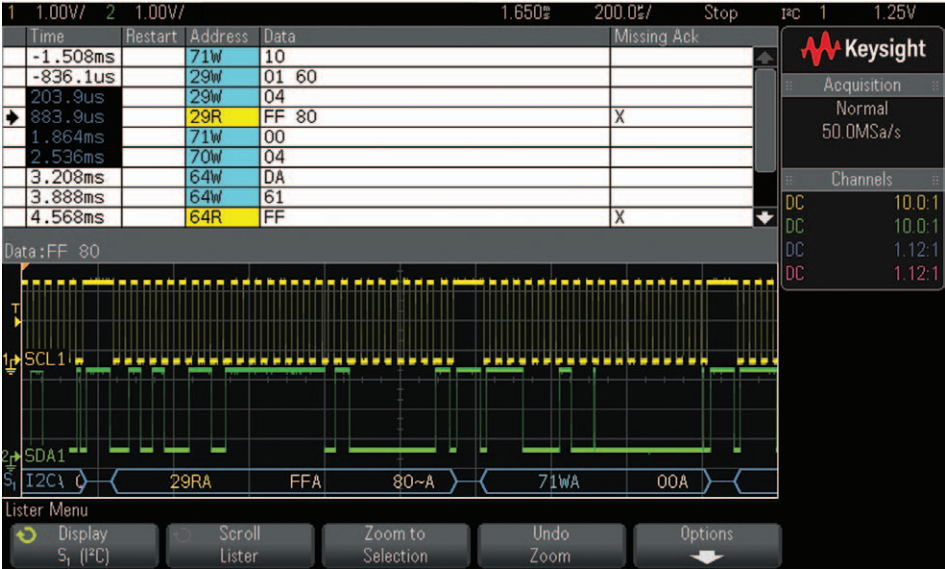 1 1.00V/ 2 1.00V/ 1.650ms 200.0s/ Stop I²C 1 1.25V
Time Restart Address Data Missing Ack
-1.508ms 71W 10
-836.1us 29W 01 60
203.9us 29W 04
883.9us 29R FF 80 X
1.864ms 71W 00
2.536ms 70W 04
3.208ms 64W DA
3.888ms 64W 61
4.568ms 64R FF X
Data:FF 80
Keysight
Acquisition
Normal
50.0MSa/s
Channels
DC 10.0:1
DC 10.0:1
DC 1.12:1
DC 1.12:1
T
1 SCL1
2 SDA1
S₁ I2C1 29RA FFA 80~A 71WA 00A
Lister Menu
Display
S₁ (I²C)
Scroll
Lister
Zoom to
Selection
Undo
Zoom
Options